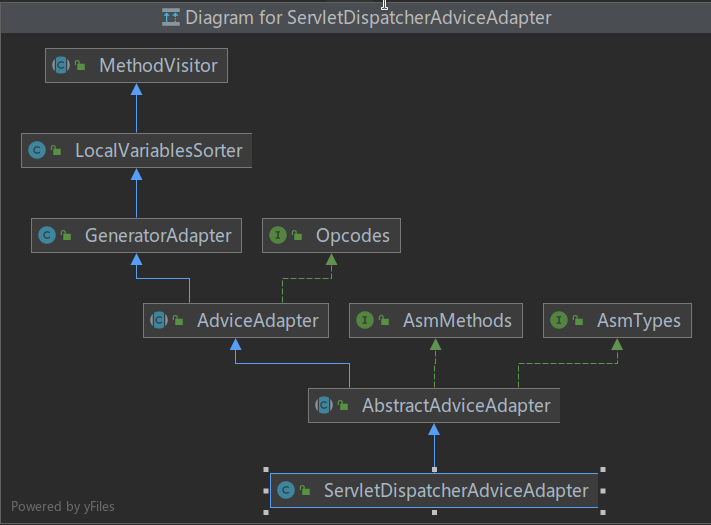 Diagram for ServletDispatcherAdviceAdapter
C MethodVisitor
C LocalVariablesSorter
C GeneratorAdapter
I Opcodes
C AdviceAdapter
I AsmMethods
I AsmTypes
C AbstractAdviceAdapter
C ServletDispatcherAdviceAdapter
Powered by yFiles